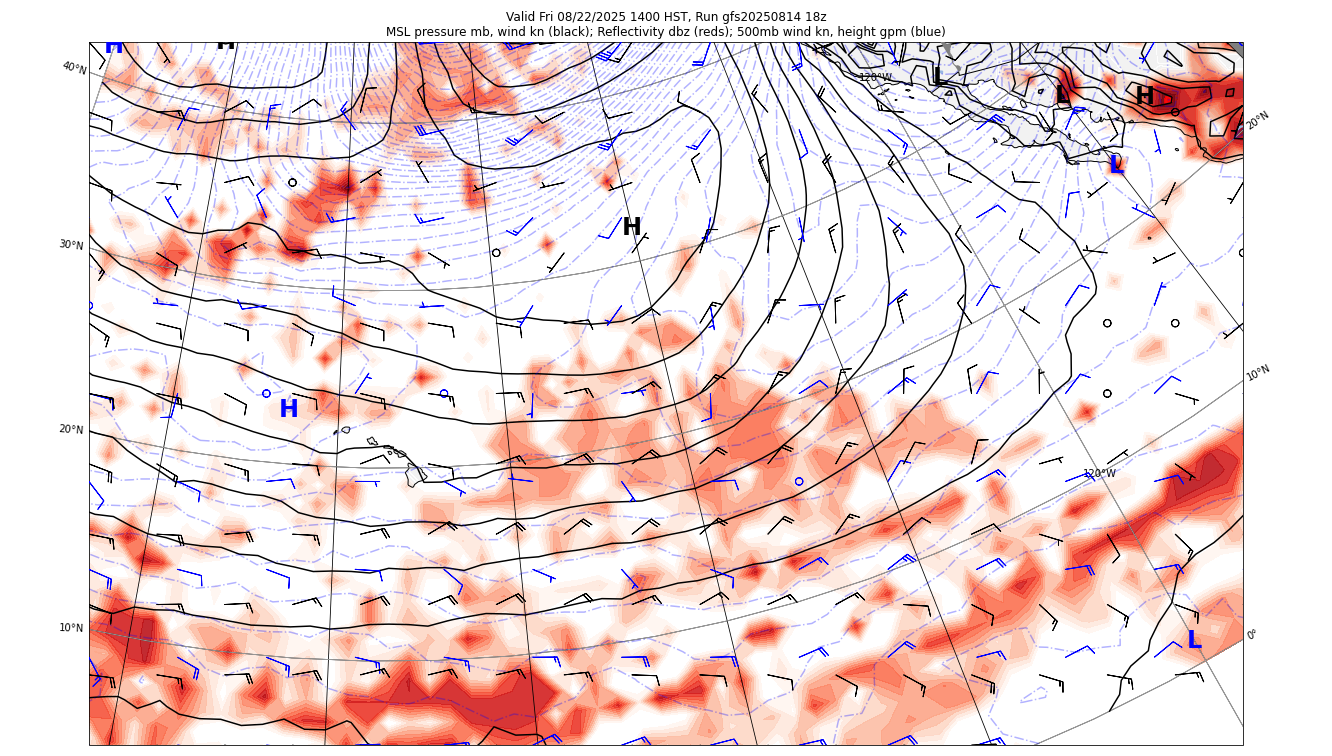 Valid Fri 08/22/2025 1400 HST, Run gfs20250814 18z
MSL pressure mb, wind kn (black); Reflectivity dbz (reds); 500mb wind kn, height gpm (blue)
H
H
40°N
120°W
L
L
H
20°N
L
H
30°N
10°N
H
20°N
120°W
10°N
0°
L